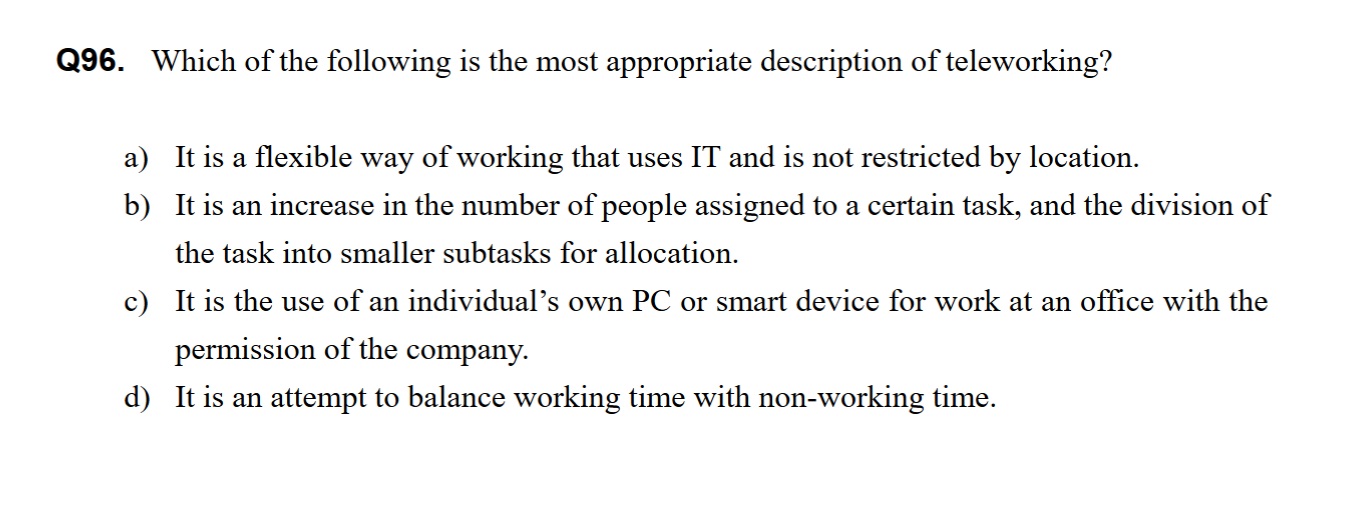 Q96. Which of the following is the most appropriate description of teleworking?
a) It is a flexible way of working that uses IT and is not restricted by location.
b) It is an increase in the number of people assigned to a certain task, and the division of
the task into smaller subtasks for allocation.
c) It is the use of an individual’s own PC or smart device for work at an office with the
permission of the company.
d) It is an attempt to balance working time with non-working time.